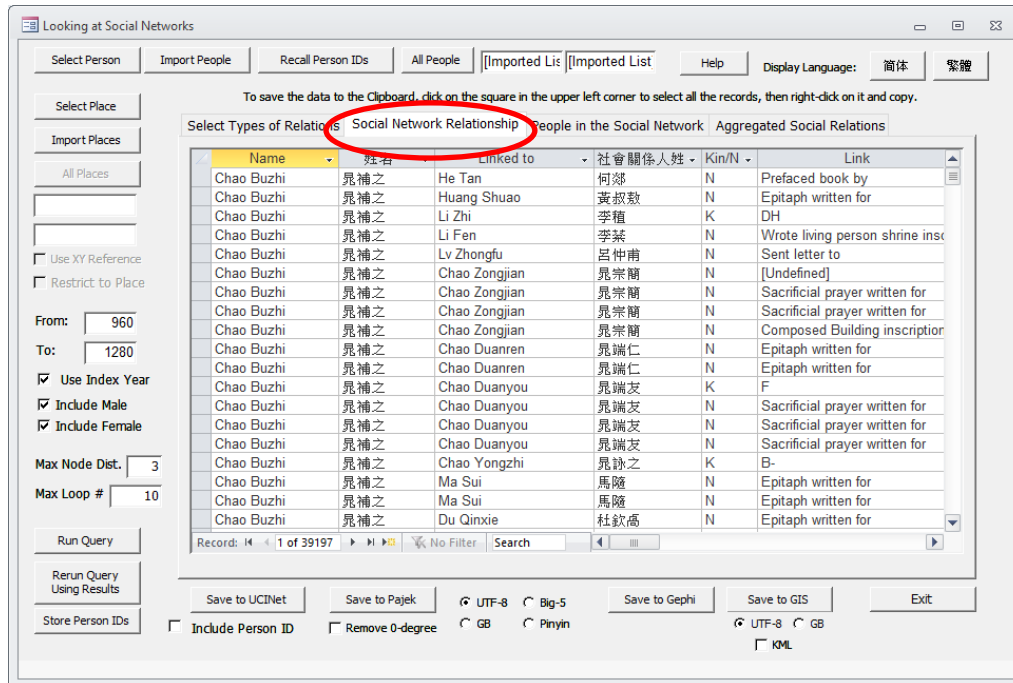 Looking at Social Networks
Select Person Import People Recall Person IDs All People [Imported Lis [Imported List Help Display Language: 简体 繁體
To save the data to the Clipboard, click on the square in the upper left corner to select all the records, then right-click on it and copy.
Select Place
Import Places
All Places
Use XY Reference
Restrict to Place
From: 960
To: 1280
Use Index Year
Include Male
Include Female
Max Node Dist. 3
Max Loop # 10
Run Query
Rerun Query
Using Results
Store Person IDs
Select Types of Relations Social Network Relationship People in the Social Network Aggregated Social Relations
Name 姓名 Linked to 社會關係人姓 Kin/N Link
Chao Buzhi 晁補之 He Tan 何郯 N Prefaced book by
Chao Buzhi 晁補之 Huang Shuao 黃叔敖 N Epitaph written for
Chao Buzhi 晁補之 Li Zhi 李稙 K DH
Chao Buzhi 晁補之 Li Fen 李棻 N Wrote living person shrine insc
Chao Buzhi 晁補之 Lv Zhongfu 呂仲甫 N Sent letter to
Chao Buzhi 晁補之 Chao Zongjian 晁宗簡 N [Undefined]
Chao Buzhi 晁補之 Chao Zongjian 晁宗簡 N Sacrificial prayer written for
Chao Buzhi 晁補之 Chao Zongjian 晁宗簡 N Sacrificial prayer written for
Chao Buzhi 晁補之 Chao Zongjian 晁宗簡 N Composed Building inscription
Chao Buzhi 晁補之 Chao Duanren 晁端仁 N Epitaph written for
Chao Buzhi 晁補之 Chao Duanren 晁端仁 N Epitaph written for
Chao Buzhi 晁補之 Chao Duanyou 晁端友 K F
Chao Buzhi 晁補之 Chao Duanyou 晁端友 N Sacrificial prayer written for
Chao Buzhi 晁補之 Chao Duanyou 晁端友 N Sacrificial prayer written for
Chao Buzhi 晁補之 Chao Duanyou 晁端友 N Sacrificial prayer written for
Chao Buzhi 晁補之 Chao Yongzhi 晁詠之 K B-
Chao Buzhi 晁補之 Ma Sui 馬隨 N Epitaph written for
Chao Buzhi 晁補之 Ma Sui 馬隨 N Epitaph written for
Chao Buzhi 晁補之 Du Qinxie 杜欽卨 N Epitaph written for
Record: 1 of 39197 No Filter Search
Save to UCINet Save to Pajek UTF-8 Big-5 Save to Gephi Save to GIS Exit
Include Person ID Remove 0-degree GB Pinyin UTF-8 GB
KML